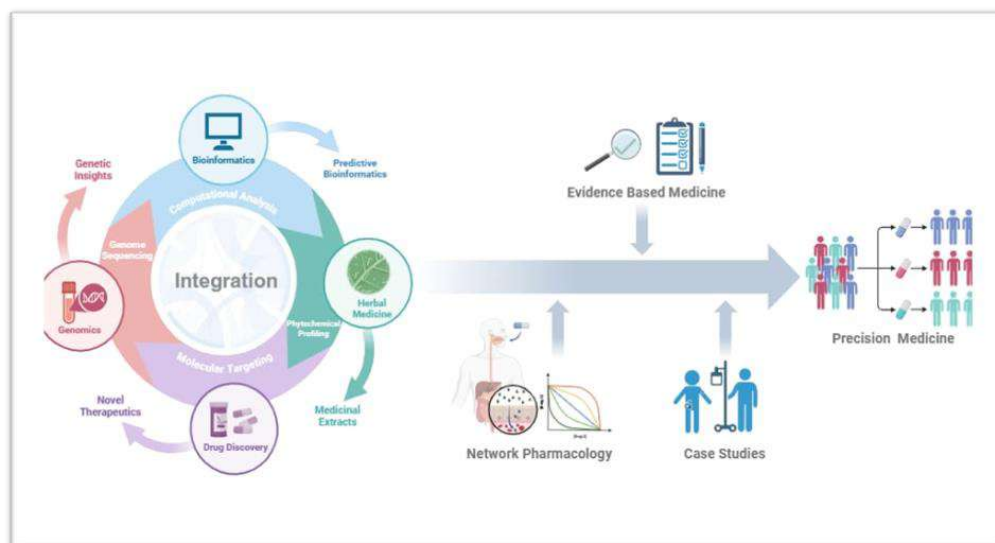 Bioinformatics
Genetic
Insights
Predictive
Bioinformatics
Computational Analysis
Genome
Sequencing
Integration
Genomics
Herbal
Medicine
Phytochemical
Profiling
Molecular Targeting
Novel
Therapeutics
Drug Discovery
Medicinal
Extracts
Evidence Based Medicine
Network Pharmacology
Case Studies
Precision Medicine